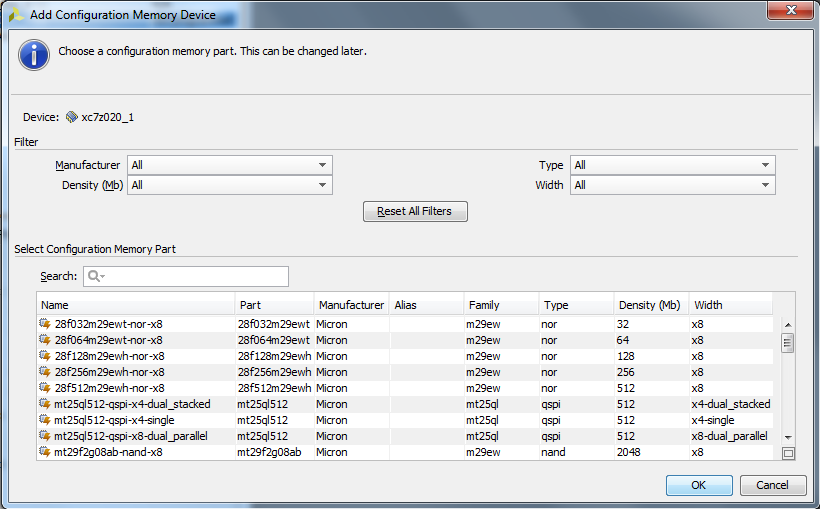 Add Configuration Memory Device
Choose a configuration memory part. This can be changed later.
Device: xc7z020_1
Filter
Manufacturer All Type All
Density (Mb) All Width All
Reset All Filters
Select Configuration Memory Part
Search:
Name Part Manufacturer Alias Family Type Density (Mb) Width
28f032m29ewt-nor-x8 28f032m29ewt Micron m29ew nor 32 x8
28f064m29ewt-nor-x8 28f064m29ewt Micron m29ew nor 64 x8
28f128m29ewh-nor-x8 28f128m29ewh Micron m29ew nor 128 x8
28f256m29ewh-nor-x8 28f256m29ewh Micron m29ew nor 256 x8
28f512m29ewh-nor-x8 28f512m29ewh Micron m29ew nor 512 x8
mt25ql512-qspi-x4-dual_stacked mt25ql512 Micron mt25ql qspi 512 x4-dual_stacked
mt25ql512-qspi-x4-single mt25ql512 Micron mt25ql qspi 512 x4-single
mt25ql512-qspi-x8-dual_parallel mt25ql512 Micron mt25ql qspi 512 x8-dual_parallel
mt29f2g08ab-nand-x8 mt29f2g08ab Micron m29ew nand 2048 x8
OK Cancel